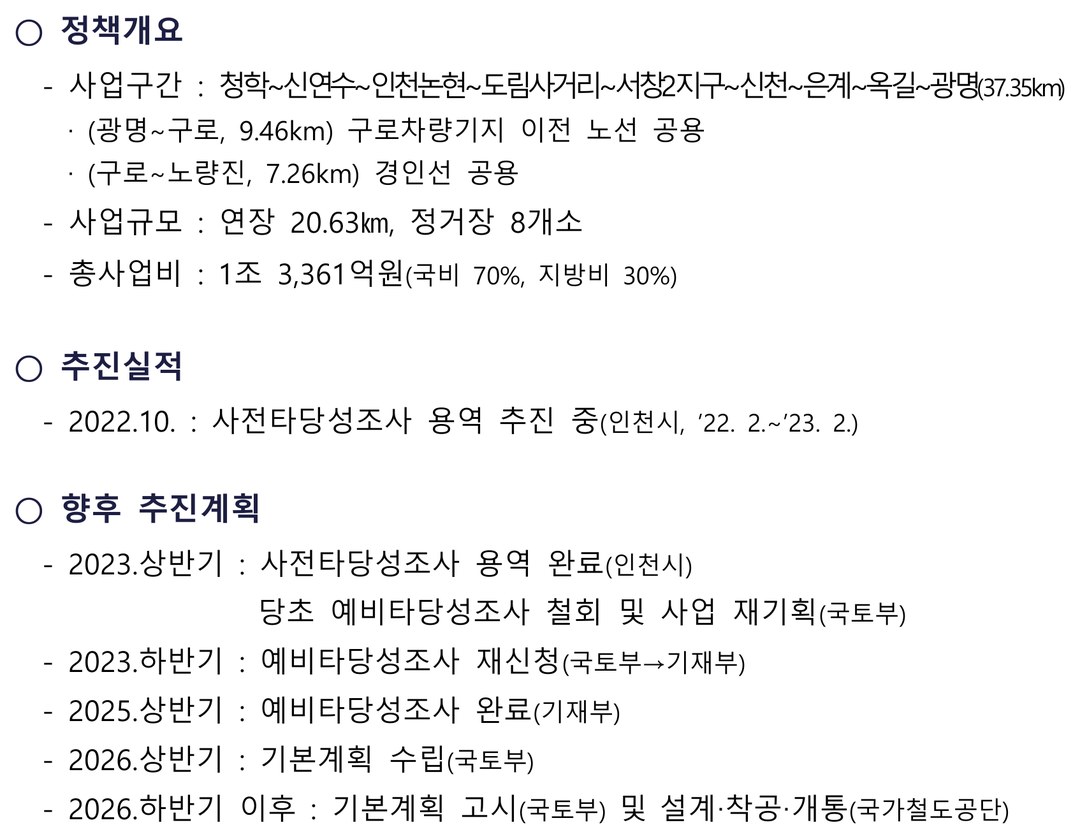 ○ 정책개요
- 사업구간 : 청학~신연수~인천논현~도림사거리~서창2지구~신천~은계~옥길~광명(37.35km)
· (광명~구로, 9.46km) 구로차량기지 이전 노선 공용
· (구로~노량진, 7.26km) 경인선 공용
- 사업규모 : 연장 20.63㎞, 정거장 8개소
- 총사업비 : 1조 3,361억원(국비 70%, 지방비 30%)
○ 추진실적
- 2022.10. : 사전타당성조사 용역 추진 중(인천시, ’22. 2.~’23. 2.)
○ 향후 추진계획
- 2023.상반기 : 사전타당성조사 용역 완료(인천시)
당초 예비타당성조사 철회 및 사업 재기획(국토부)
- 2023.하반기 : 예비타당성조사 재신청(국토부→기재부)
- 2025.상반기 : 예비타당성조사 완료(기재부)
- 2026.상반기 : 기본계획 수립(국토부)
- 2026.하반기 이후 : 기본계획 고시(국토부) 및 설계·착공·개통(국가철도공단)